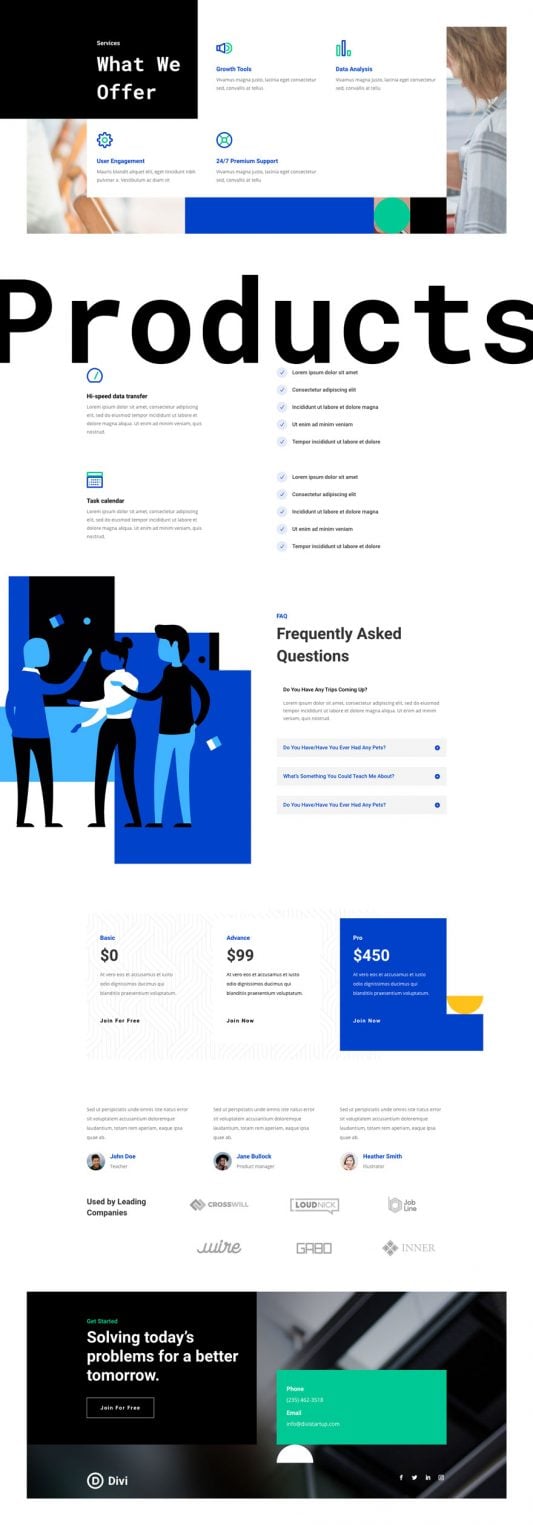 Services
What We
Offer
Growth Tools
Vivamus magna justo, lacinia eget consectetur
sed, convallis at tellus
Data Analysis
Vivamus magna justo, lacinia eget consectetur
sed, convallis at tellu
User Engagement
Mauris blandit aliquet elit, eget tincidunt nibh
pulvinar a. Vestibulum ac diam sit
24/7 Premium Support
Vivamus magna justo, lacinia eget consectetur
sed, convallis at tellu
Products
Hi-speed data transfer
Lorem ipsum dolor sit amet, consectetur adipiscing
elit, sed do eiusmod tempor incididunt ut labore et
dolore magna aliqua. Ut enim ad minim veniam, quis
nostrud.
Lorem ipsum dolor sit amet
Consectetur adipiscing elit
Incididunt ut labore et dolore magna
Ut enim ad minim veniam
Tempor incididunt ut labore et dolore
Task calendar
Lorem ipsum dolor sit amet, consectetur adipiscing
elit, sed do eiusmod tempor incididunt ut labore et
dolore magna aliqua. Ut enim ad minim veniam, quis
nostrud.
Lorem ipsum dolor sit amet
Consectetur adipiscing elit
Incididunt ut labore et dolore magna
Ut enim ad minim veniam
Tempor incididunt ut labore et dolore
FAQ
Frequently Asked
Questions
Do You Have Any Trips Coming Up?
Lorem ipsum dolor sit amet, consectetur adipiscing elit, sed do eiusmod
tempor incididunt ut labore et dolore magna aliqua. Ut enim ad minim
veniam, quis nostrud.
Do You Have/Have You Ever Had Any Pets?
What's Something You Could Teach Me About?
Do You Have/Have You Ever Had Any Pets?
Basic
$0
At vero eos et accusamus et iusto
odio dignissimos ducimus qui
blanditiis praesentium voluptatum.
Join For Free
Advance
$99
At vero eos et accusamus et iusto
odio dignissimos ducimus qui
blanditiis praesentium voluptatum.
Join Now
Pro
$450
At vero eos et accusamus et iusto
odio dignissimos ducimus qui
blanditiis praesentium voluptatum.
Join Now
Sed ut perspiciatis unde omnis iste natus error
sit voluptatem accusantium doloremque
laudantium, totam rem aperiam, eaque ipsa
quae ab.
John Doe
Teacher
Sed ut perspiciatis unde omnis iste natus error
sit voluptatem accusantium doloremque
laudantium, totam rem aperiam, eaque ipsa
quae ab.
Jane Bullock
Product manager
Sed ut perspiciatis unde omnis iste natus error
sit voluptatem accusantium doloremque
laudantium, totam rem aperiam, eaque ipsa
quae ab.
Heather Smith
Illustrator
Used by Leading
Companies
CROSSWILL
LOUDNICK
Job
Line
wire
GABO
INNER
Get Started
Solving today's
problems for a better
tomorrow.
Join For Free
Phone
(235) 462-3518
Email
info@divistartup.com
D Divi